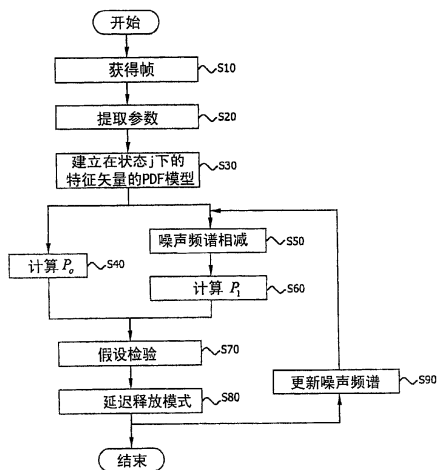 开始
获得帧
S10
提取参数
S20
建立在状态j下的
特征矢量的PDF模型
S30
噪声频谱相减
S50
计算 P₀
S40
计算 P₁
S60
假设检验
S70
延迟释放模式
S80
更新噪声频谱
S90
结束